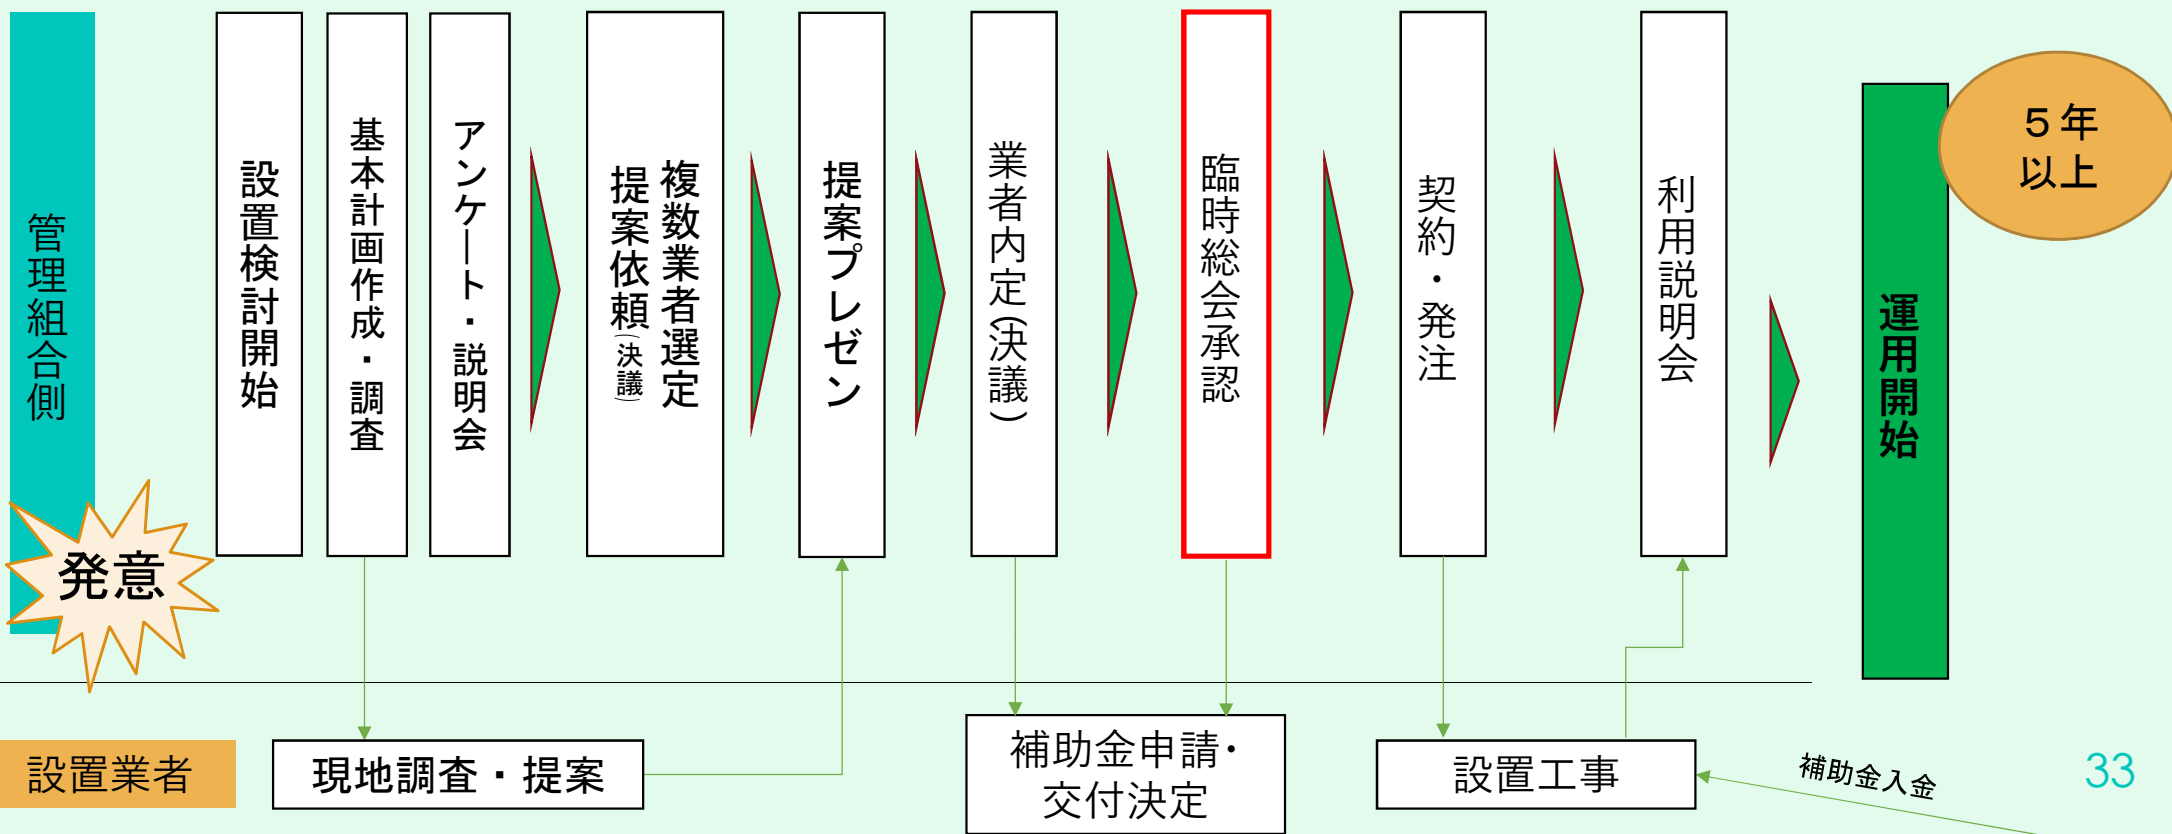 管理組合側
発意
設置検討開始
基本計画作成・調査
アンケート・説明会
複数業者選定
提案依頼(決議)
提案プレゼン
業者内定(決議)
臨時総会承認
契約・発注
利用説明会
運用開始
５年
以上
設置業者
現地調査・提案
補助金申請・
交付決定
設置工事
補助金入金
33